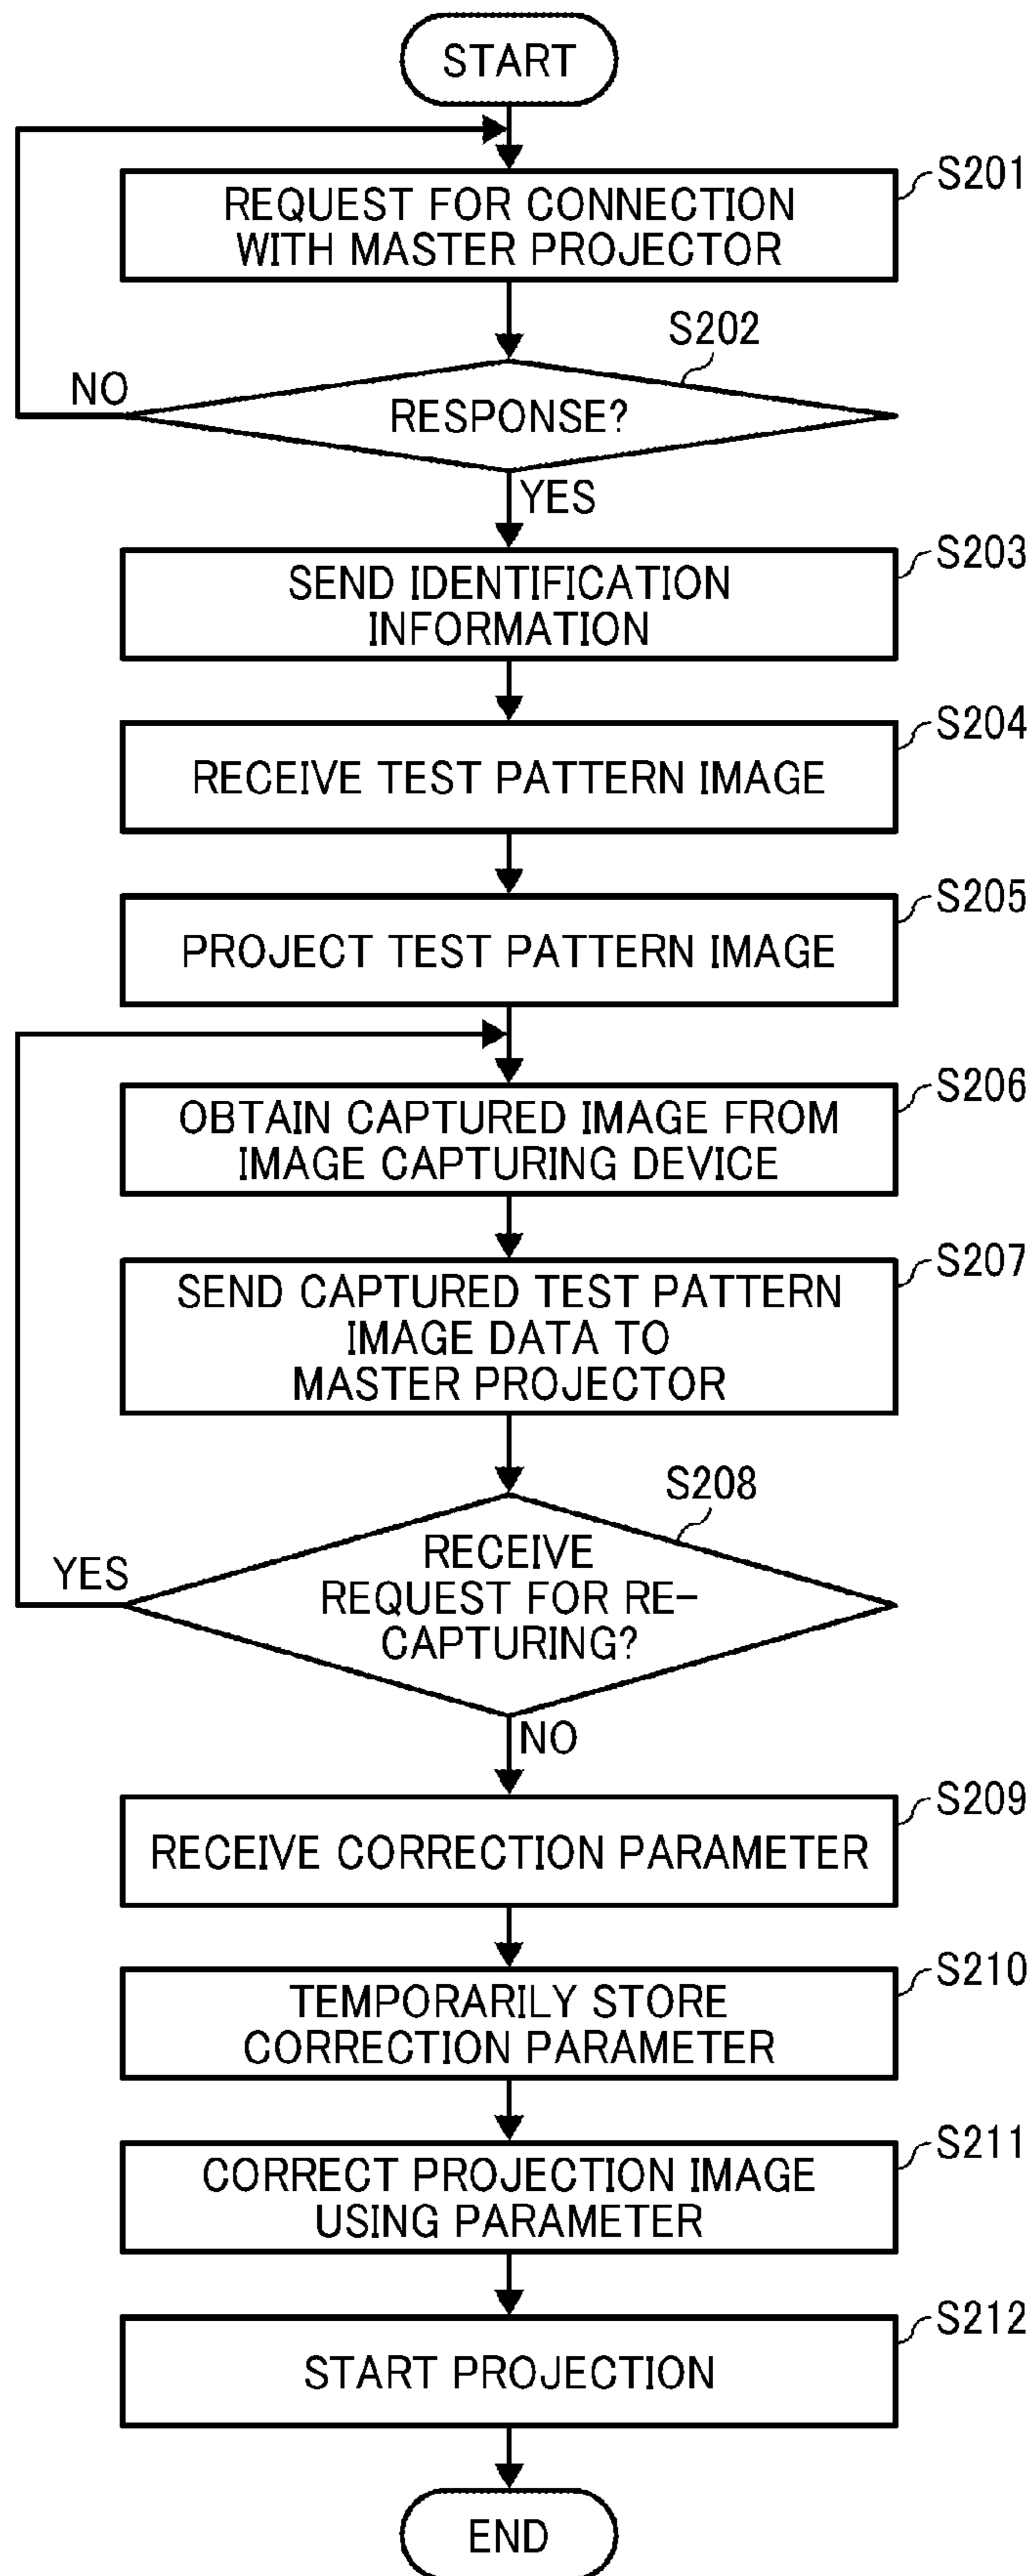 START
S201
REQUEST FOR CONNECTION
WITH MASTER PROJECTOR
S202
NO
RESPONSE?
YES
S203
SEND IDENTIFICATION
INFORMATION
S204
RECEIVE TEST PATTERN IMAGE
S205
PROJECT TEST PATTERN IMAGE
S206
OBTAIN CAPTURED IMAGE FROM
IMAGE CAPTURING DEVICE
S207
SEND CAPTURED TEST PATTERN
IMAGE DATA TO
MASTER PROJECTOR
S208
YES
RECEIVE
REQUEST FOR RE-
CAPTURING?
NO
S209
RECEIVE CORRECTION PARAMETER
S210
TEMPORARILY STORE
CORRECTION PARAMETER
S211
CORRECT PROJECTION IMAGE
USING PARAMETER
S212
START PROJECTION
END